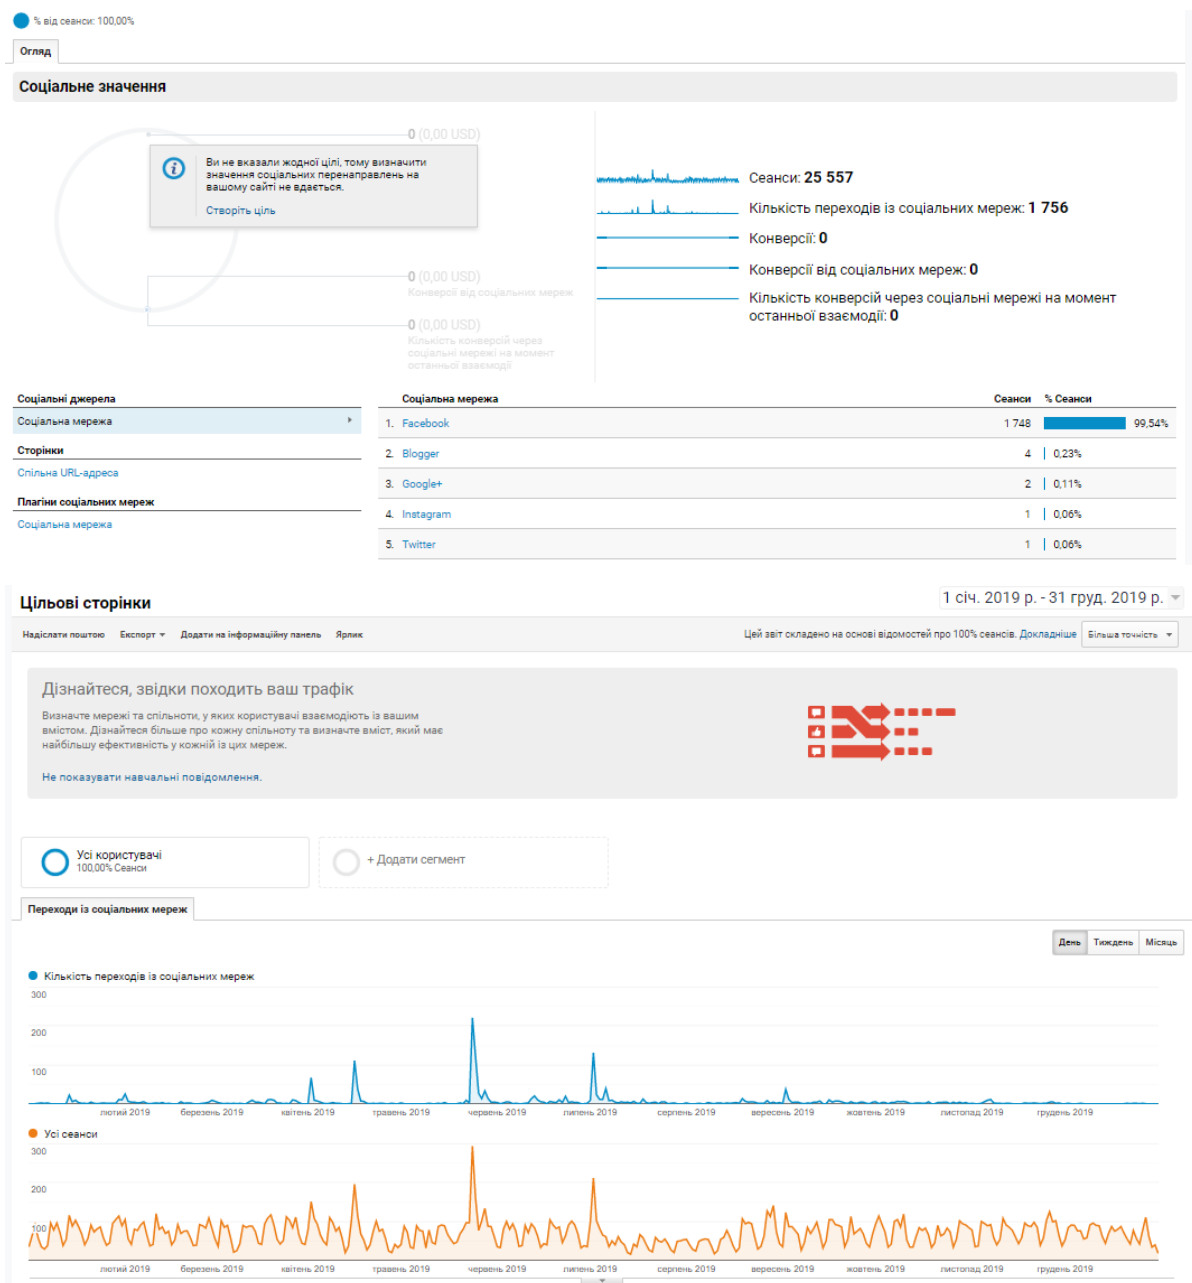 % від сеанси: 100,00%
Огляд
Соціальне значення
0 (0,00 USD)
Ви не вказали жодної цілі, тому визначити
значення соціальних перенаправлень на
вашому сайті не вдається.
Створіть ціль
0 (0,00 USD)
Конверсії від соціальних мереж
0 (0,00 USD)
Кількість конверсій через
соціальні мережі на момент
останньої взаємодії
Сеанси: 25 557
Кількість переходів із соціальних мереж: 1 756
Конверсії: 0
Конверсії від соціальних мереж: 0
Кількість конверсій через соціальні мережі на момент
останньої взаємодії: 0
Соціальні джерела
Соціальна мережа
Сторінки
Спільна URL-адреса
Плагіни соціальних мереж
Соціальна мережа
Соціальна мережа Сеанси % Сеанси
1. Facebook 1 748 99,54%
2. Blogger 4 0,23%
3. Google+ 2 0,11%
4. Instagram 1 0,06%
5. Twitter 1 0,06%
Цільові сторінки
1 січ. 2019 р. - 31 груд. 2019 р.
Надіслати поштою Експорт Додати на інформаційну панель Ярлик
Цей звіт складено на основі відомостей про 100% сеансів. Докладніше Більша точність
Дізнайтеся, звідки походить ваш трафік
Визначте мережі та спільноти, у яких користувачі взаємодіють із вашим
вмістом. Дізнайтеся більше про кожну спільноту та визначте вміст, який має
найбільшу ефективність у кожній із цих мереж.
Не показувати навчальні повідомлення.
Усі користувачі
100,00% Сеанси
+ Додати сегмент
Переходи із соціальних мереж
День Тиждень Місяць
Кількість переходів із соціальних мереж
300
200
100
лютий 2019 березень 2019 квітень 2019 травень 2019 червень 2019 липень 2019 серпень 2019 вересень 2019 жовтень 2019 листопад 2019 грудень 2019
Усі сеанси
300
200
100
лютий 2019 березень 2019 квітень 2019 травень 2019 червень 2019 липень 2019 серпень 2019 вересень 2019 жовтень 2019 листопад 2019 грудень 2019